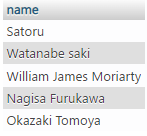 name
Satoru
Watanabe saki
William James Moriarty
Nagisa Furukawa
Okazaki Tomoya